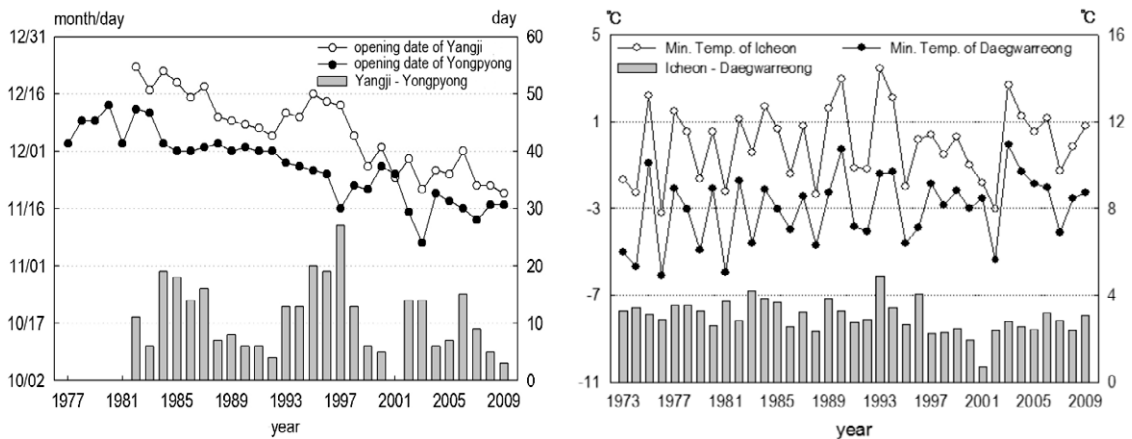 month/day
day
12/31
12/16
12/01
11/16
11/01
10/17
10/02
60
50
40
30
20
10
0
opening date of Yangji
opening date of Yongpyong
Yangji - Yongpyong
1977 1981 1985 1989 1993 1997 2001 2005 2009
year
℃
℃
5
1
-3
-7
-11
16
12
8
4
0
Min. Temp. of Icheon
Min. Temp. of Daegwarreong
Icheon - Daegwarreong
1973 1977 1981 1985 1989 1993 1997 2001 2005 2009
year